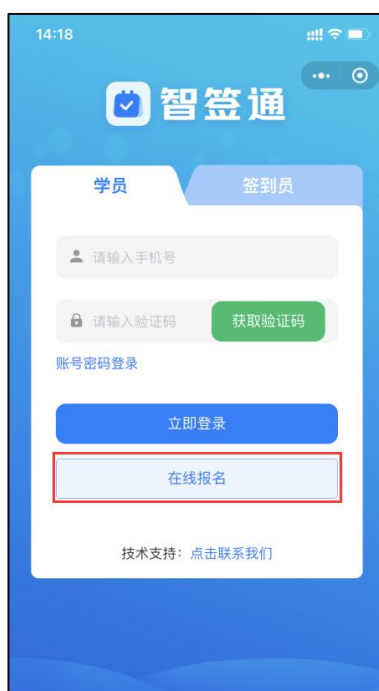 14:18
智签通
学员
签到员
请输入手机号
请输入验证码
获取验证码
账号密码登录
立即登录
在线报名
技术支持：点击联系我们